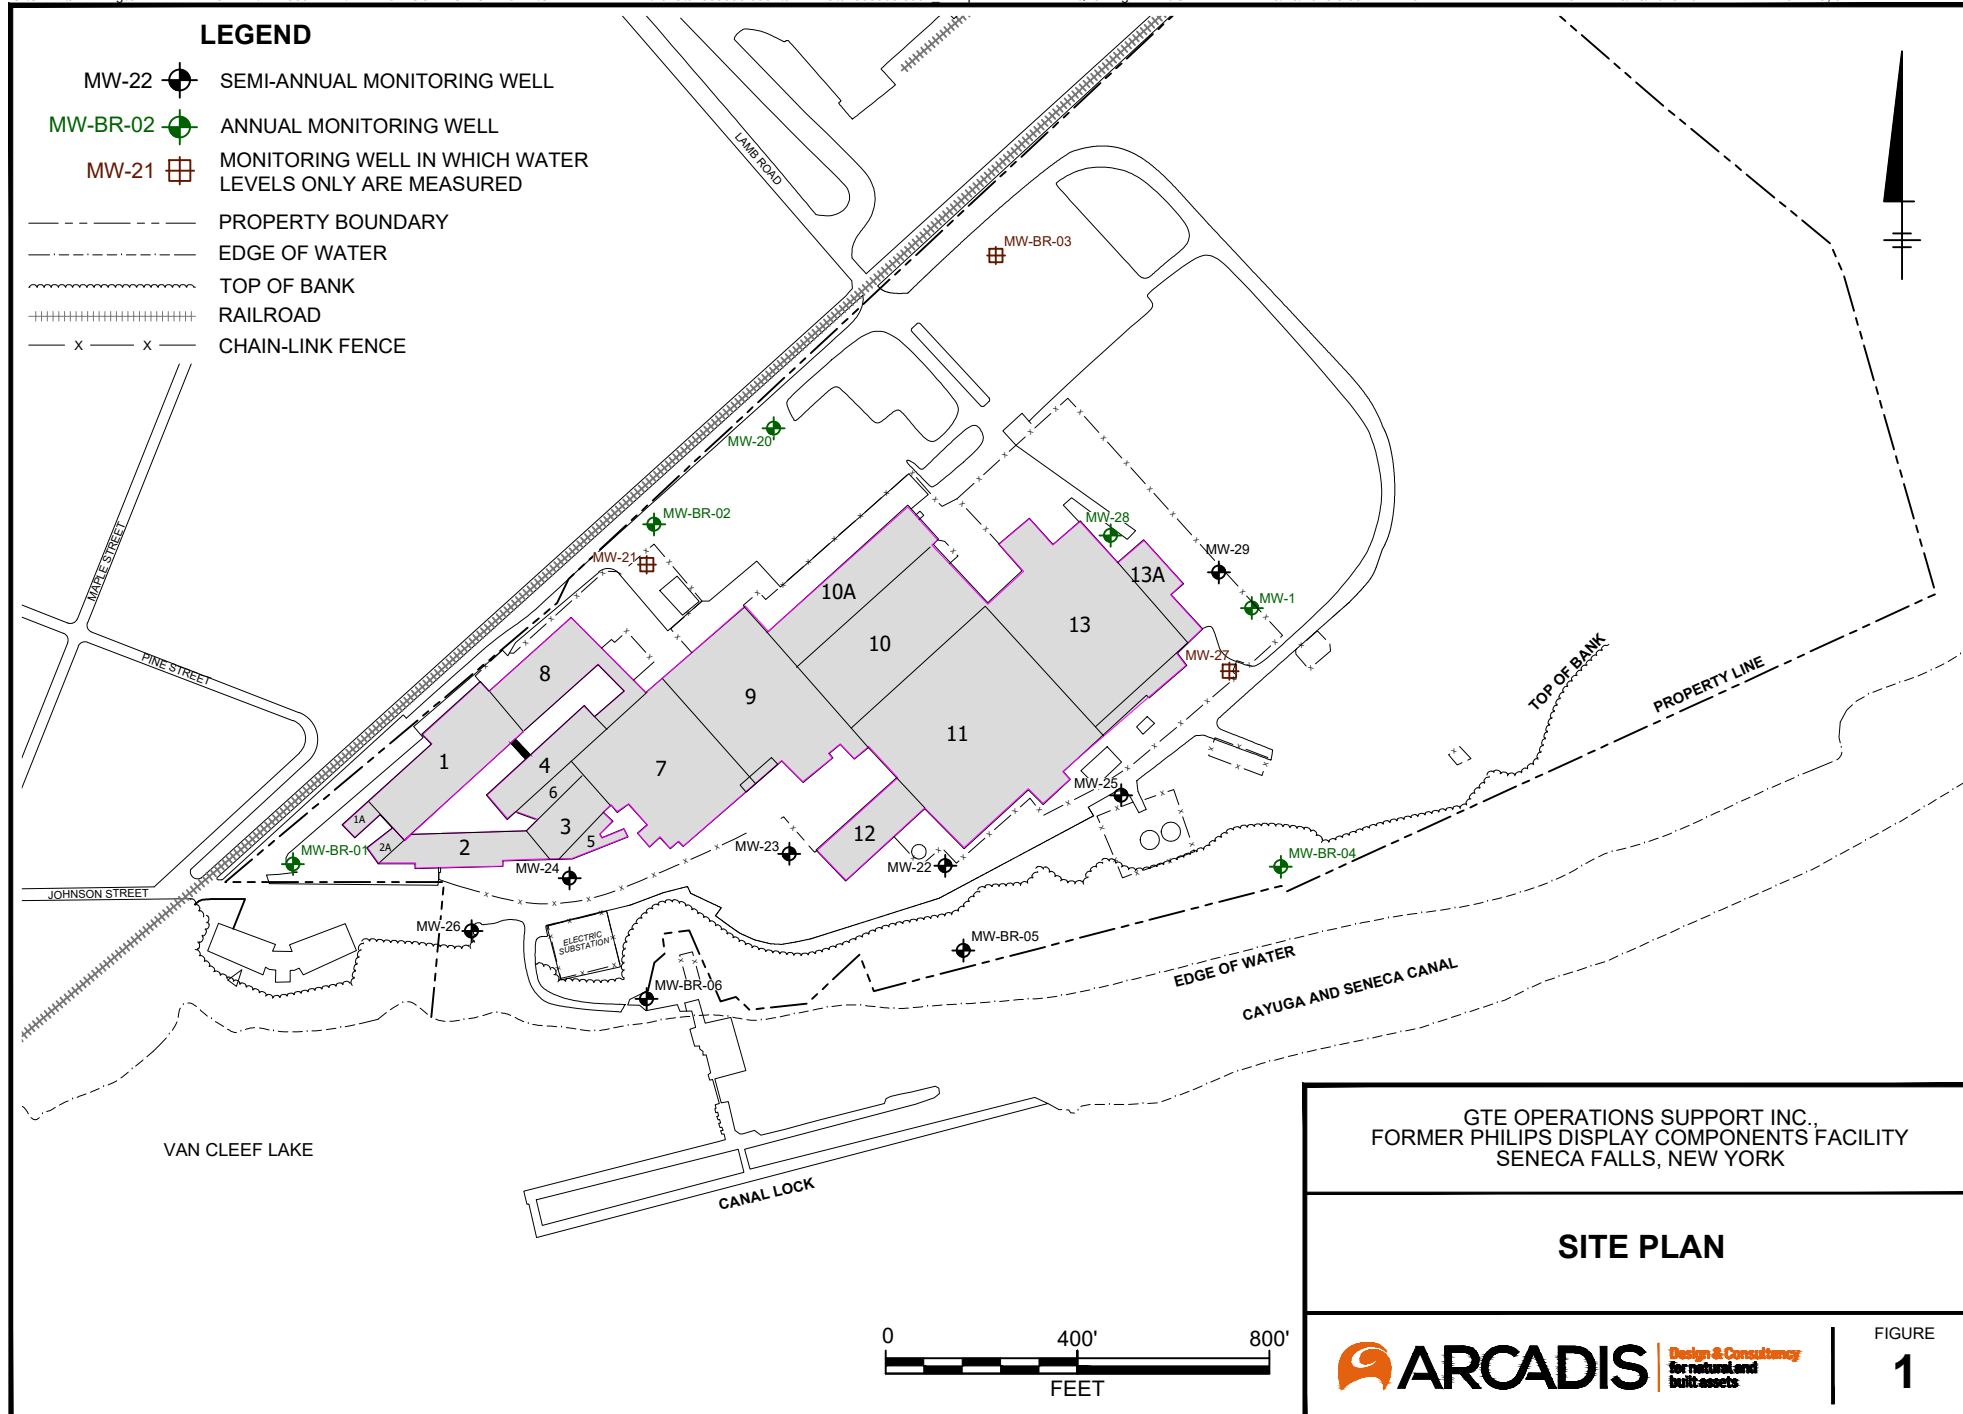 LEGEND
MW-22 SEMI-ANNUAL MONITORING WELL
MW-BR-02 ANNUAL MONITORING WELL
MW-21 MONITORING WELL IN WHICH WATER
LEVELS ONLY ARE MEASURED
PROPERTY BOUNDARY
EDGE OF WATER
TOP OF BANK
RAILROAD
X X CHAIN-LINK FENCE
LAMB ROAD
MW-BR-03
MW-20
MW-BR-02
MW-21
MW-28
MW-29
MW-1
MW-27
MAPLE STREET
PINE STREET
JOHNSON STREET
10A
13A
13
10
8
9
11
1
4
7
6
3
5
12
1A
2A
2
MW-BR-01
MW-25
MW-23
MW-22
MW-24
MW-26
MW-BR-04
MW-BR-05
MW-BR-06
ELECTRIC
SUBSTATION
TOP OF BANK
PROPERTY LINE
EDGE OF WATER
CAYUGA AND SENECA CANAL
VAN CLEEF LAKE
CANAL LOCK
0 400' 800'
FEET
GTE OPERATIONS SUPPORT INC.,
FORMER PHILIPS DISPLAY COMPONENTS FACILITY
SENECA FALLS, NEW YORK
SITE PLAN
ARCADIS
Design & Consultancy
for natural and
built assets
FIGURE
1